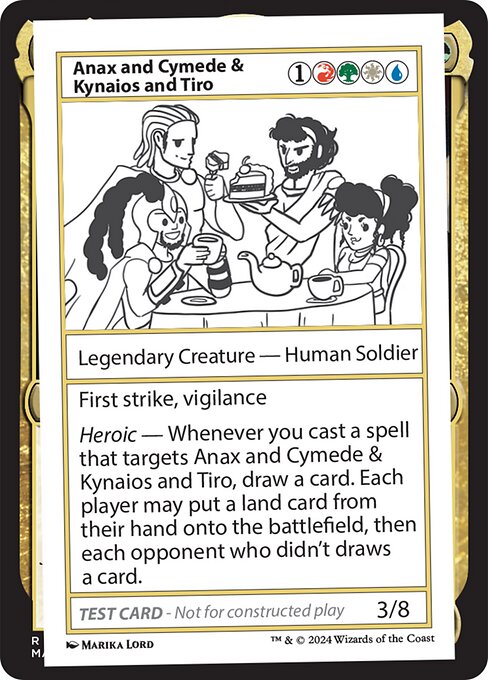 Anax and Cymede &
Kynaios and Tiro
1
Legendary Creature — Human Soldier
First strike, vigilance
Heroic — Whenever you cast a spell
that targets Anax and Cymede &
Kynaios and Tiro, draw a card. Each
player may put a land card from
their hand onto the battlefield, then
each opponent who didn't draws
a card.
TEST CARD - Not for constructed play 3/8
MARIKA LORD
™ & © 2024 Wizards of the Coast
R